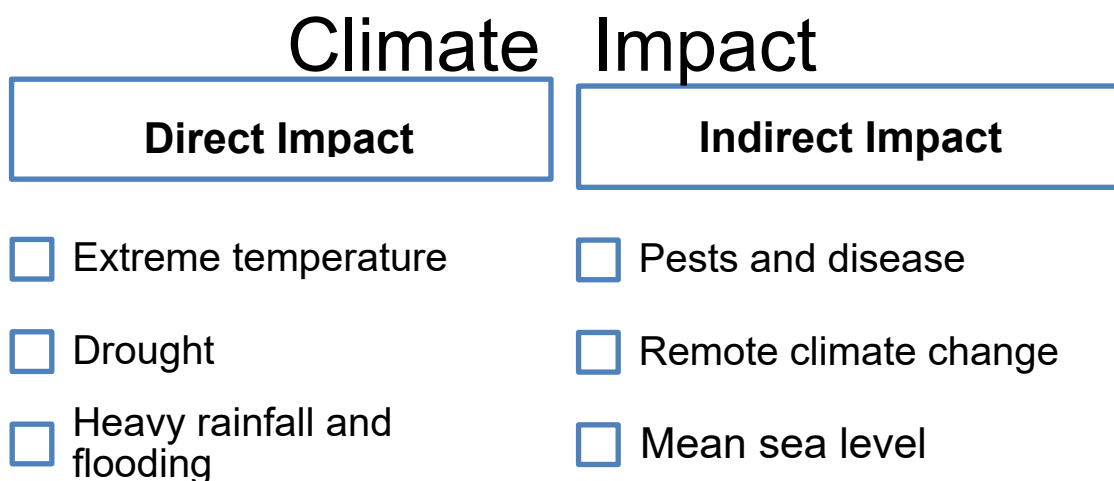 Climate Impact
Direct Impact
Indirect Impact
Extreme temperature
Drought
Heavy rainfall and
flooding
Pests and disease
Remote climate change
Mean sea level